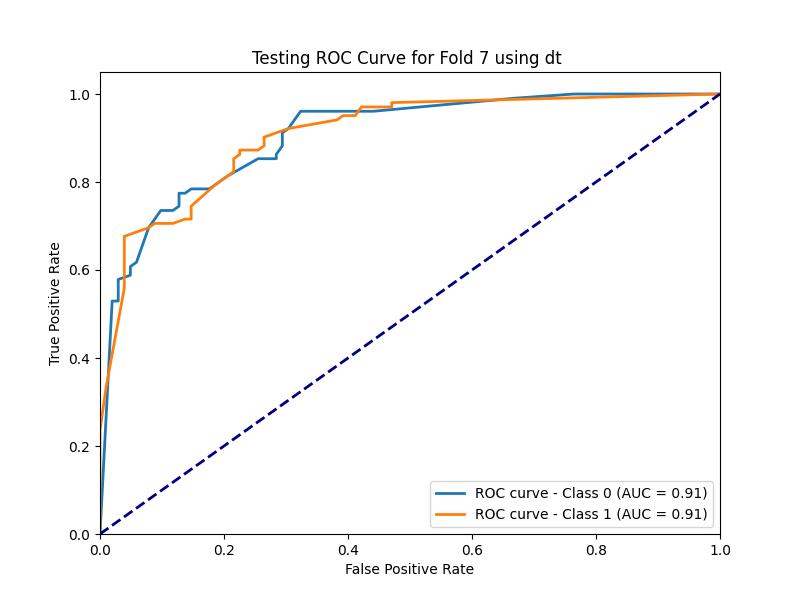 Testing ROC Curve for Fold 7 using dt
1.0
0.8
0.6
0.4
0.2
0.0
True Positive Rate
0.0 0.2 0.4 0.6 0.8 1.0
False Positive Rate
ROC curve - Class 0 (AUC = 0.91)
ROC curve - Class 1 (AUC = 0.91)